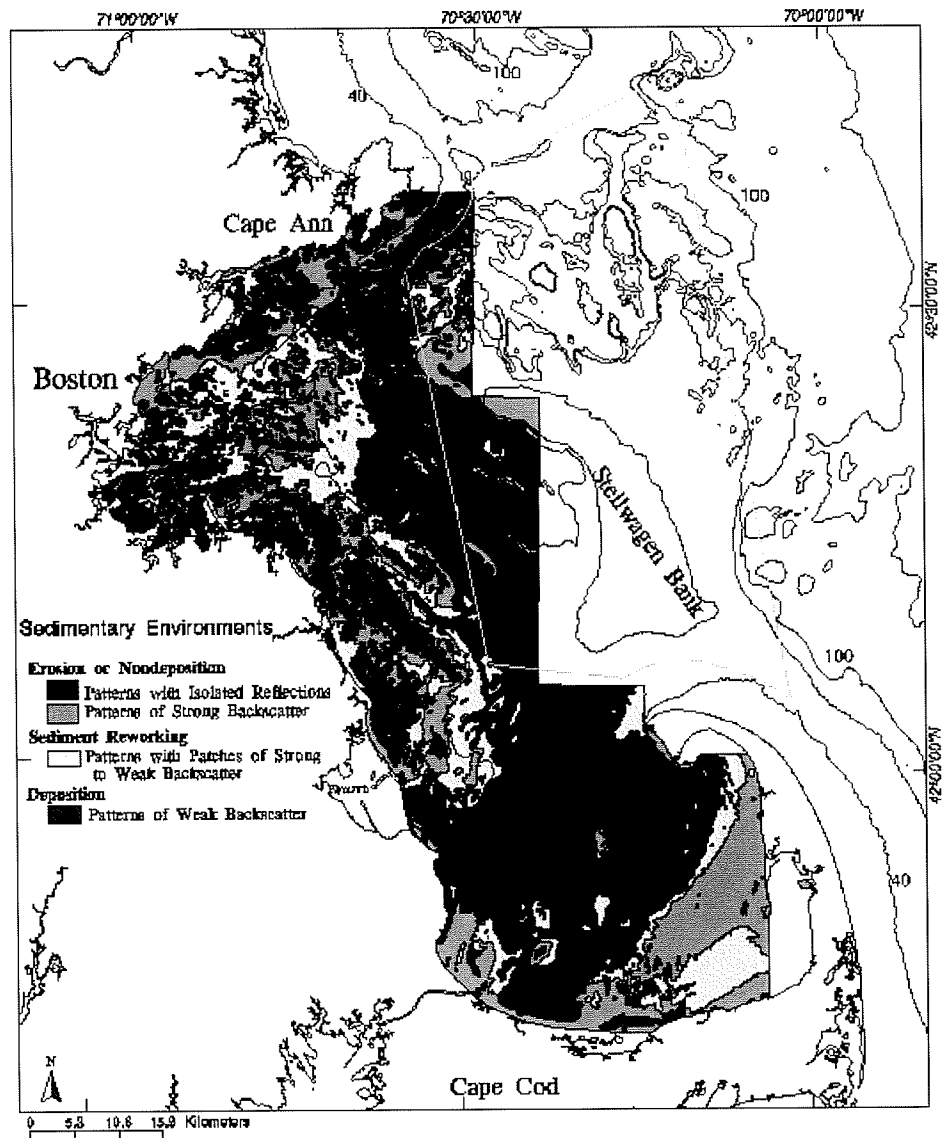 71°00'00"W
70°30'00"W
70°00'00"W
100
40
100
Cape Ann
42°30'00"N
Boston
Stellwagen Bank
Sedimentary Environments
Erosion or Nondeposition
Patterns with Isolated Reflections
Patterns of Strong Backscatter
Sediment Reworking
Patterns with Patches of Strong
to Weak Backscatter
Deposition
Patterns of Weak Backscatter
100
42°00'00"N
40
N
Cape Cod
0 5.3 10.6 15.9 Kilometers